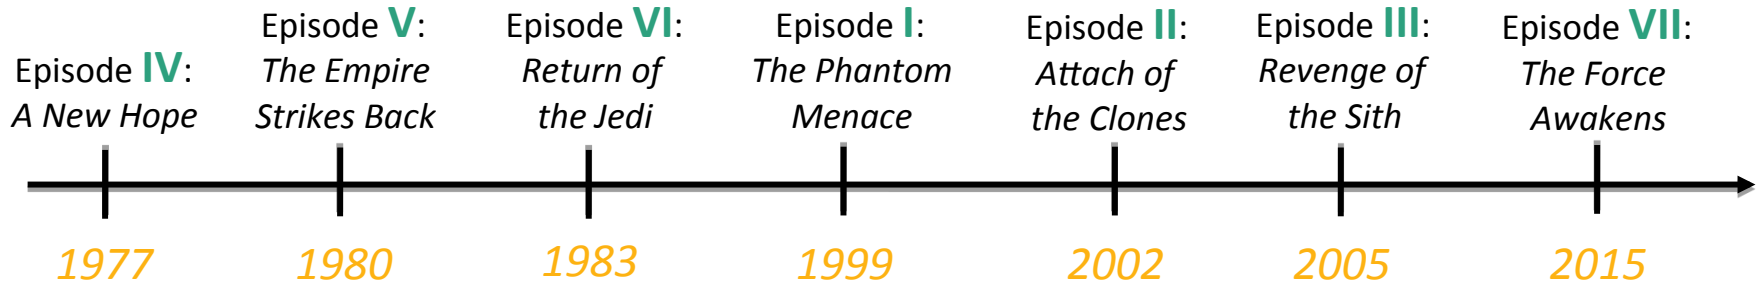 Episode IV:
A New Hope
Episode V:
The Empire
Strikes Back
Episode VI:
Return of
the Jedi
Episode I:
The Phantom
Menace
Episode II:
Attach of
the Clones
Episode III:
Revenge of
the Sith
Episode VII:
The Force
Awakens
1977
1980
1983
1999
2002
2005
2015